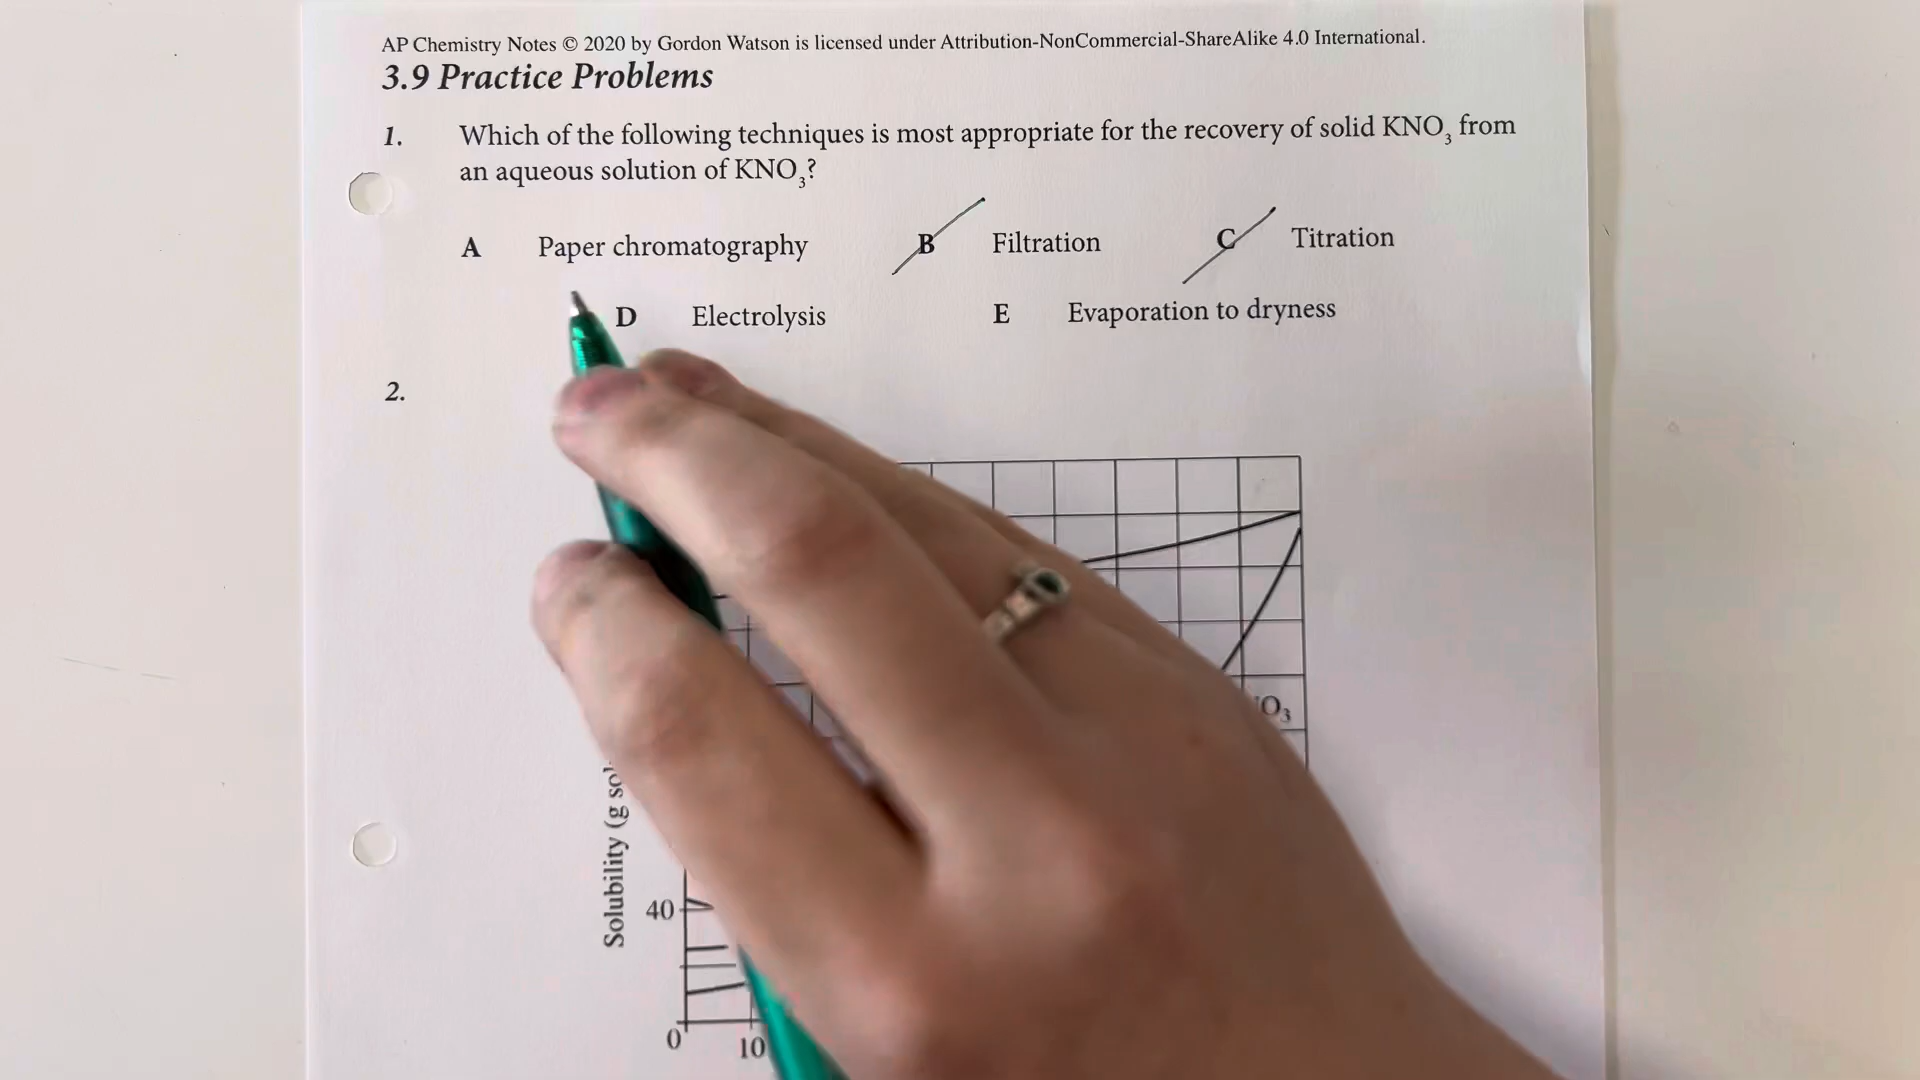 AP Chemistry Notes © 2020 by Gordon Watson is licensed under Attribution-NonCommercial-ShareAlike 4.0 International.
3.9 Practice Problems
1. Which of the following techniques is most appropriate for the recovery of solid KNO₃ from
an aqueous solution of KNO₃?
A Paper chromatography B Filtration C Titration
D Electrolysis E Evaporation to dryness
2.
O₃
Solubility (g
40
0
10